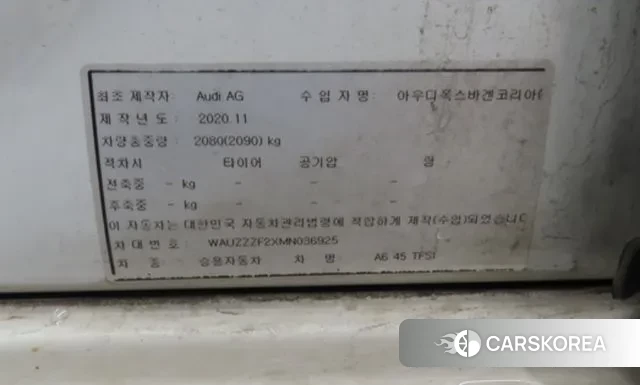 최초 제작자: Audi AG 수 입 자 명: 아우디폭스바겐코리아
제 작 년 도 : 2020.11
차량총중량 : 2080(2090) kg
적차시 타이어 공기압 림
전축중 - kg - - -
후축중 - kg - - -
이 자동차는 대한민국 자동차관리법령에 적합하게 제작(수입)되었습니다
차 대 번 호 : WAUZZZF2XMN036925
차 종 : 승용자동차 차 명 A6 45 TFSI
CARSKOREA